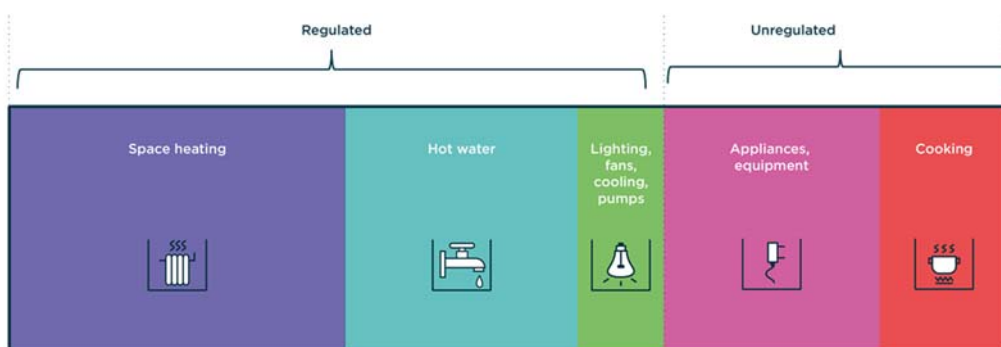 Regulated
Unregulated
Space heating
Hot water
Lighting,
fans,
cooling,
pumps
Appliances,
equipment
Cooking